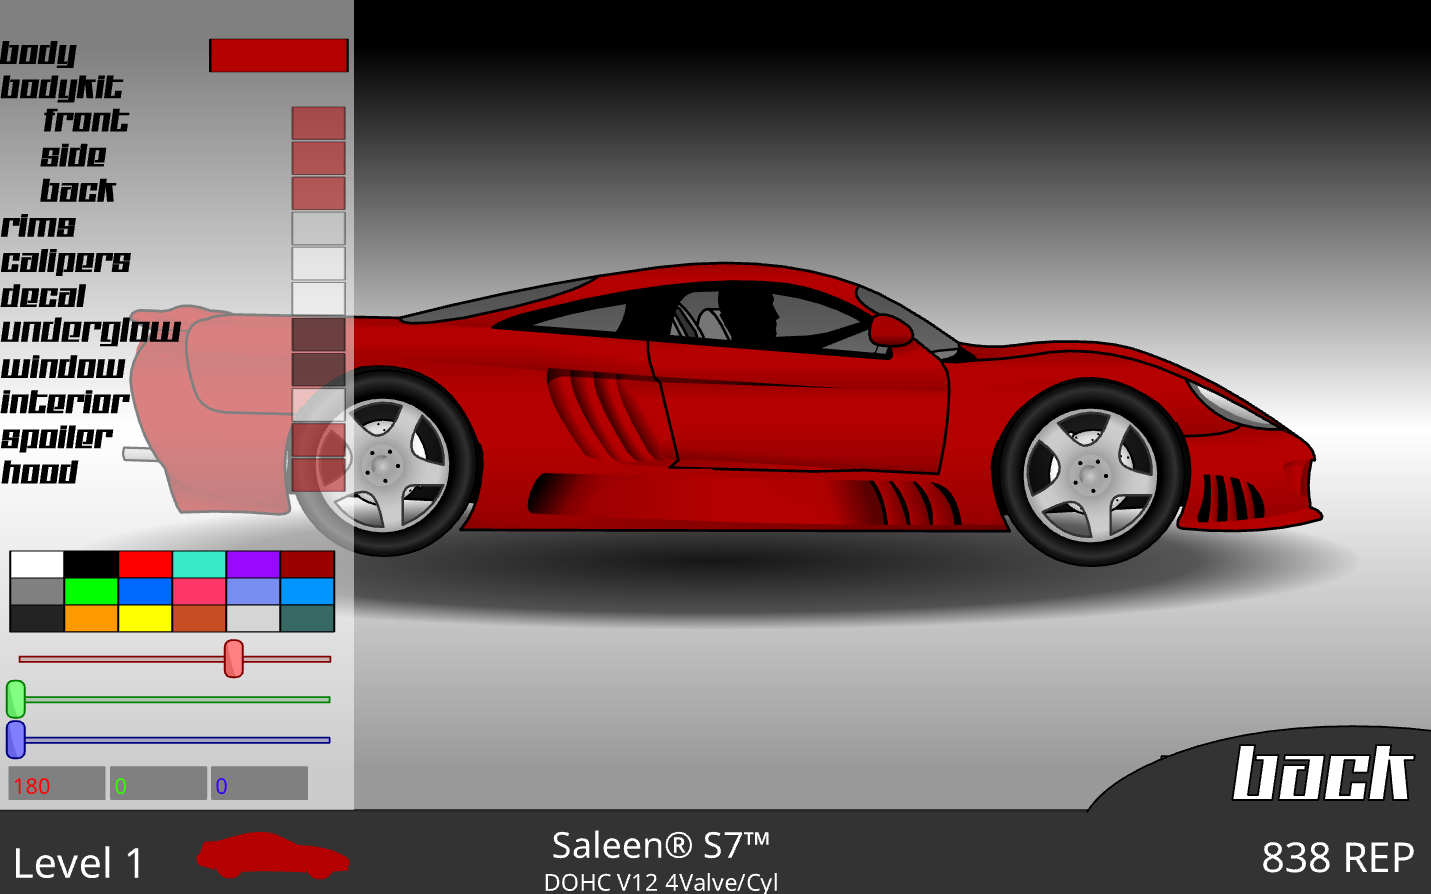 body
bodykit
front
side
back
rims
calipers
decal
underglow
window
interior
spoiler
hood
180
0
0
back
Level 1
Saleen® S7™
DOHC V12 4Valve/Cyl
838 REP